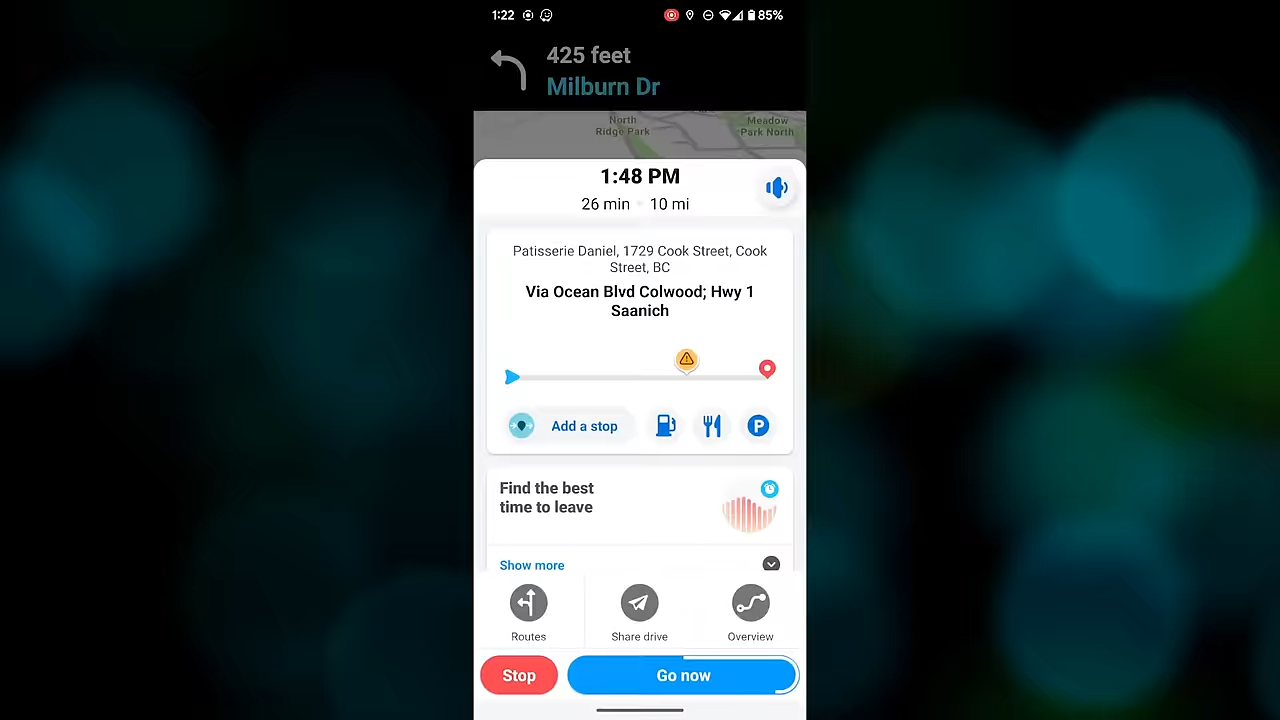 1:22
85%
425 feet
Milburn Dr
North
Ridge Park
Meadow
Park North
1:48 PM
26 min
10 mi
Patisserie Daniel, 1729 Cook Street, Cook
Street, BC
Via Ocean Blvd Colwood; Hwy 1
Saanich
Add a stop
P
Find the best
time to leave
Show more
Routes
Share drive
Overview
Stop
Go now